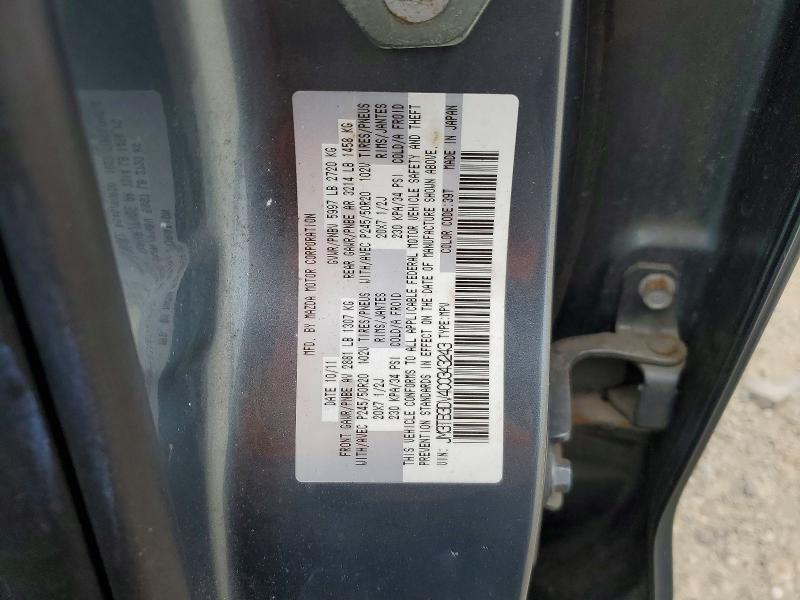 MFD. BY MAZDA MOTOR CORPORATION
DATE 10/11 GVWR/PNBV 5997 LB 2720 KG
FRONT GAWR/PNBE AV 2881 LB 1307 KG REAR GAWR/PNBE AR 3214 LB 1458 KG
WITH/AVEC P245/50R20 102V TIRES/PNEUS WITH/AVEC P245/50R20 102V TIRES/PNEUS
20X7 1/2J RIMS/JANTES 20X7 1/2J RIMS/JANTES
230 KPA/34 PSI COLD/A FROID 230 KPA/34 PSI COLD/A FROID
THIS VEHICLE CONFORMS TO ALL APPLICABLE FEDERAL MOTOR VEHICLE SAFETY AND THEFT
PREVENTION STANDARDS IN EFFECT ON THE DATE OF MANUFACTURE SHOWN ABOVE.
VIN: JM3TB3DV4C0343243 TYPE:MPV COLOR CODE:39T MADE IN JAPAN